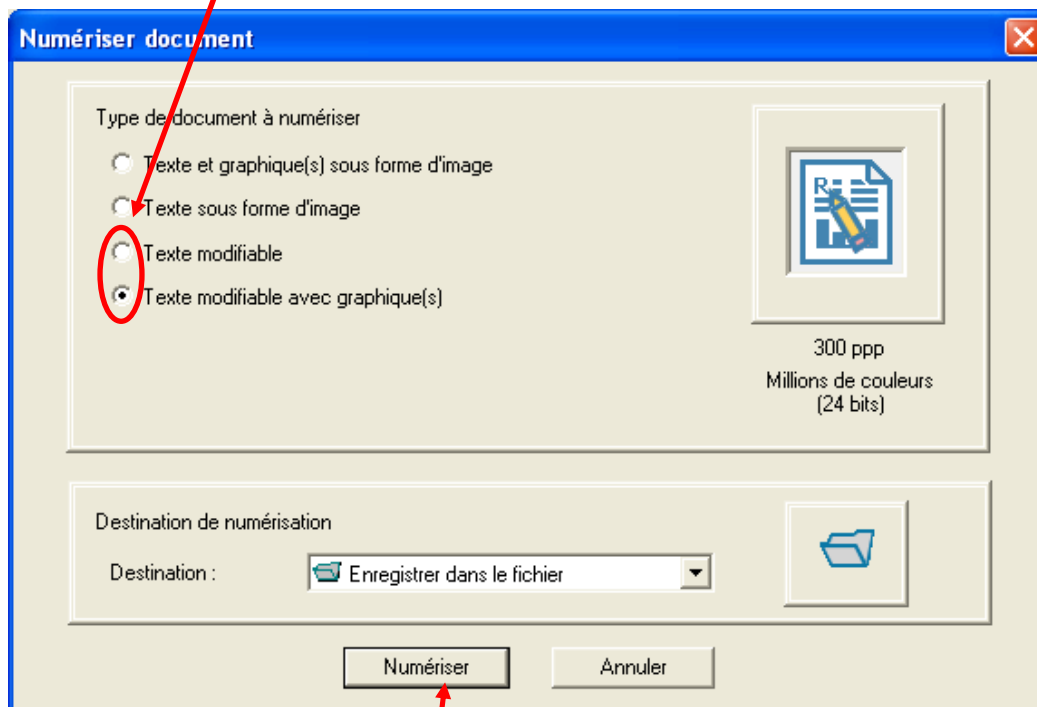 Numériser document
Type de document à numériser
Texte et graphique(s) sous forme d'image
Texte sous forme d'image
Texte modifiable
Texte modifiable avec graphique(s)
300 ppp
Millions de couleurs
(24 bits)
Destination de numérisation
Destination :
Enregistrer dans le fichier
Numériser
Annuler